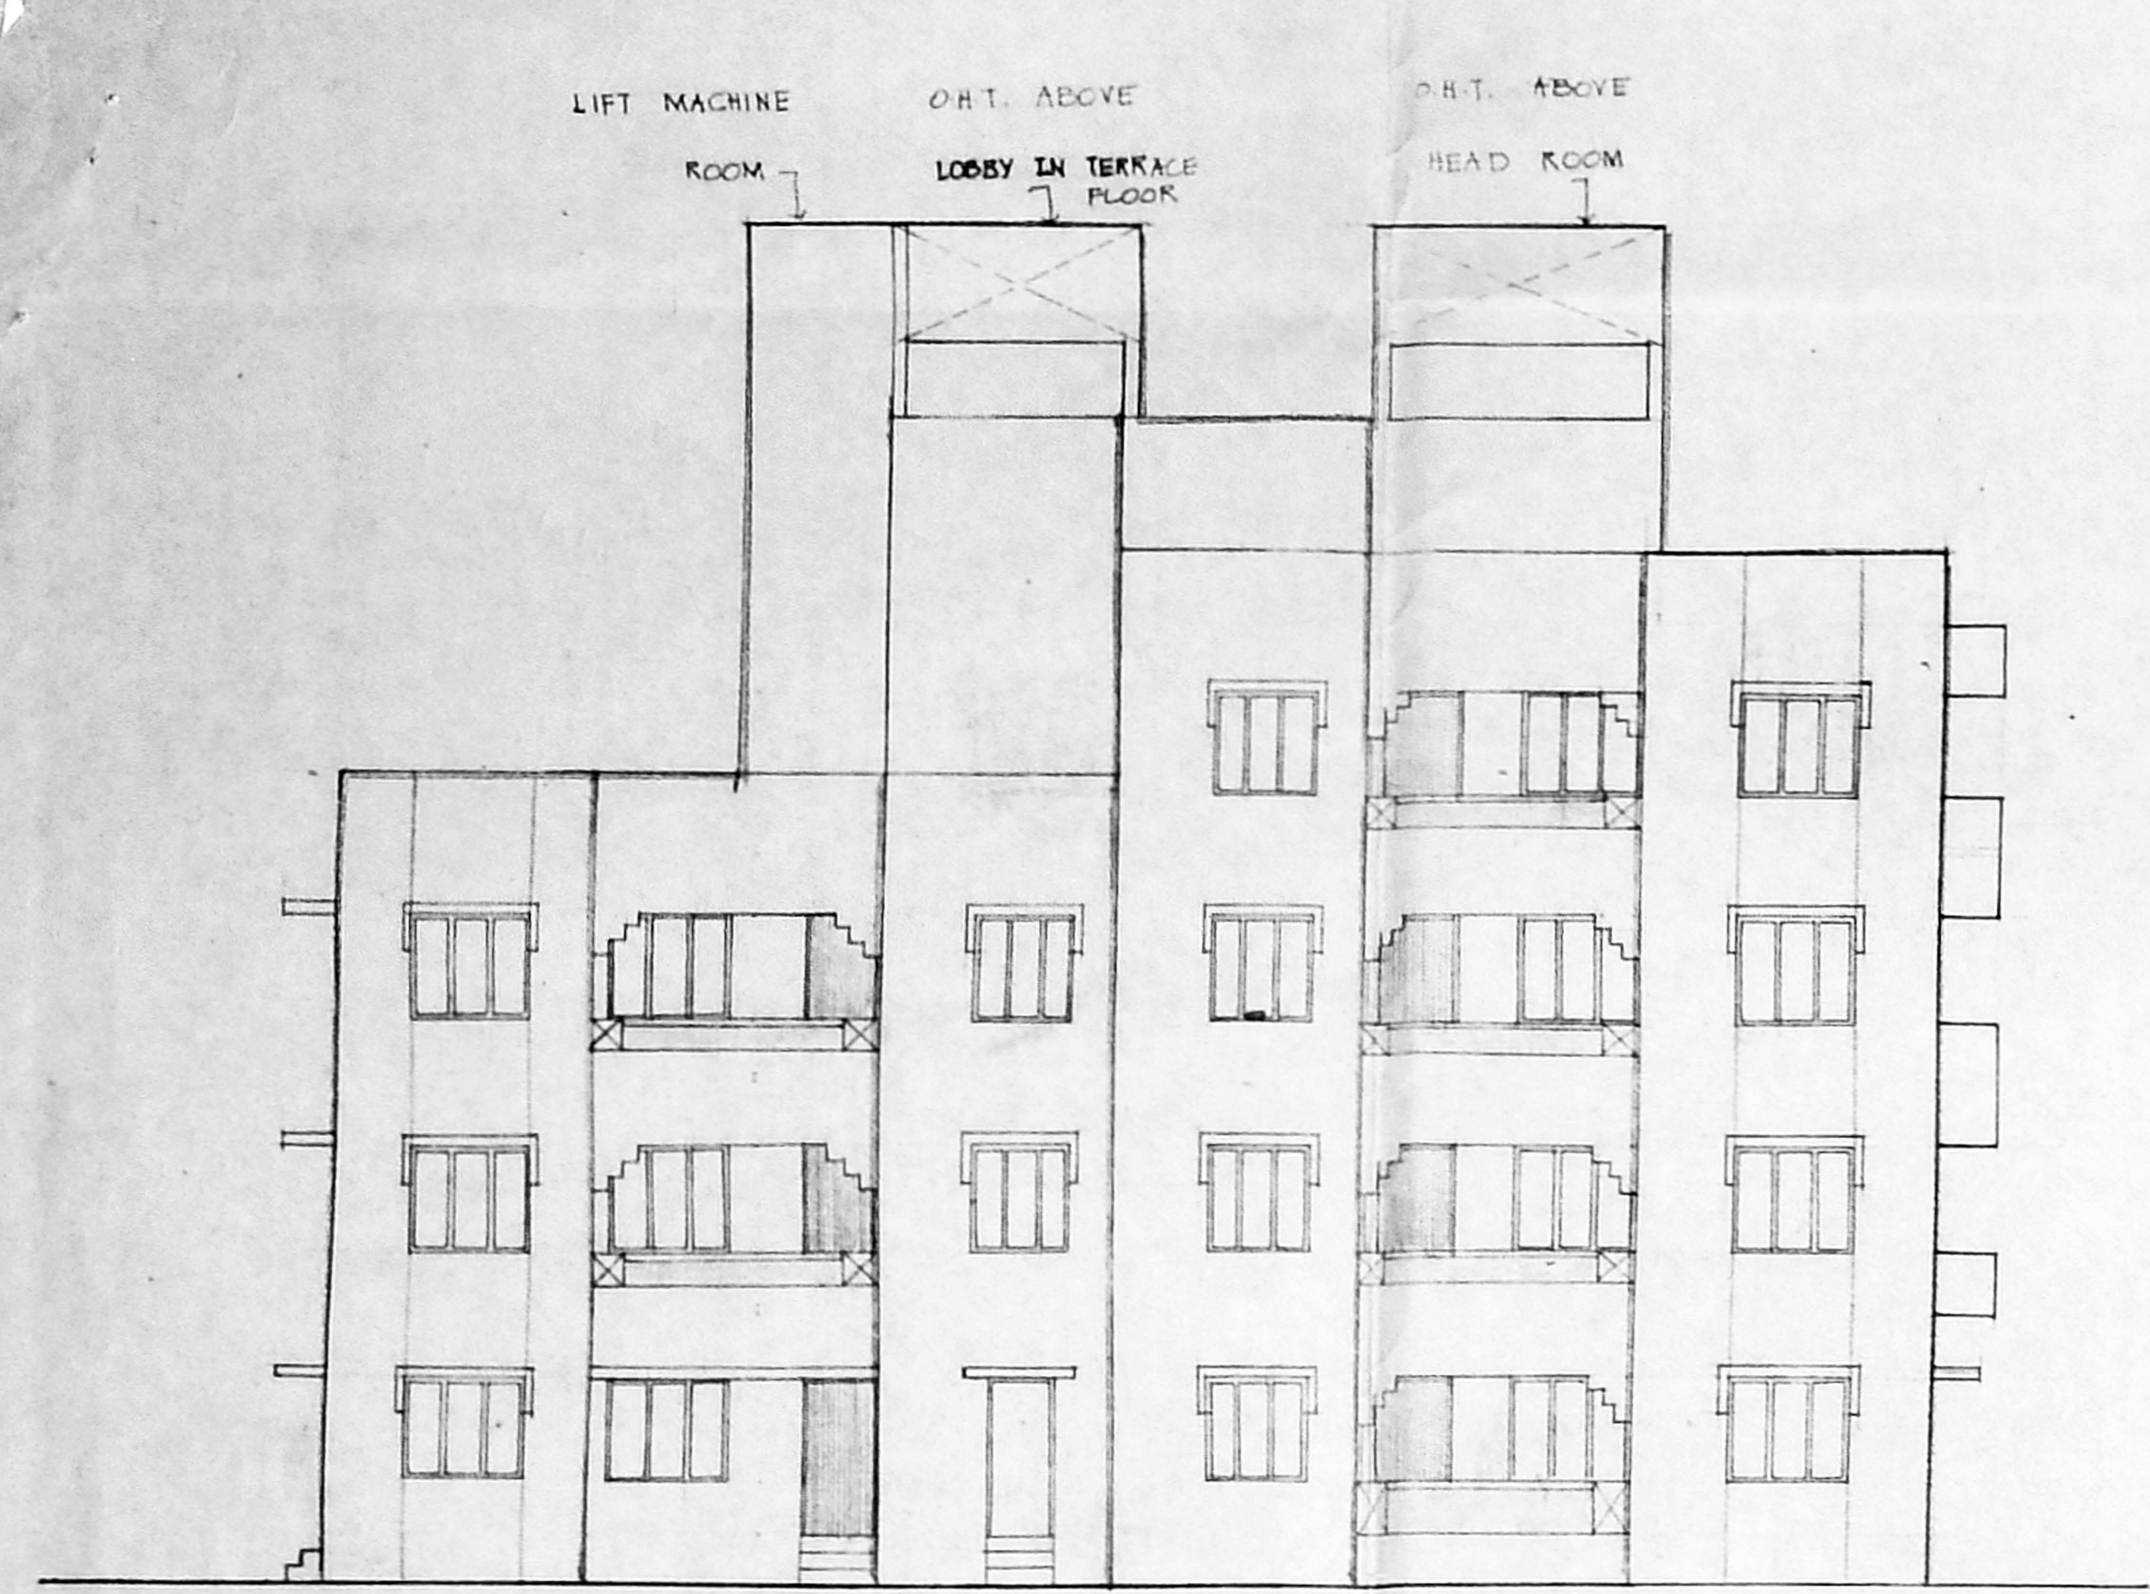 LIFT MACHINE
ROOM
O.H.T. ABOVE
LOBBY IN TERRACE
FLOOR
O.H.T. ABOVE
HEAD ROOM